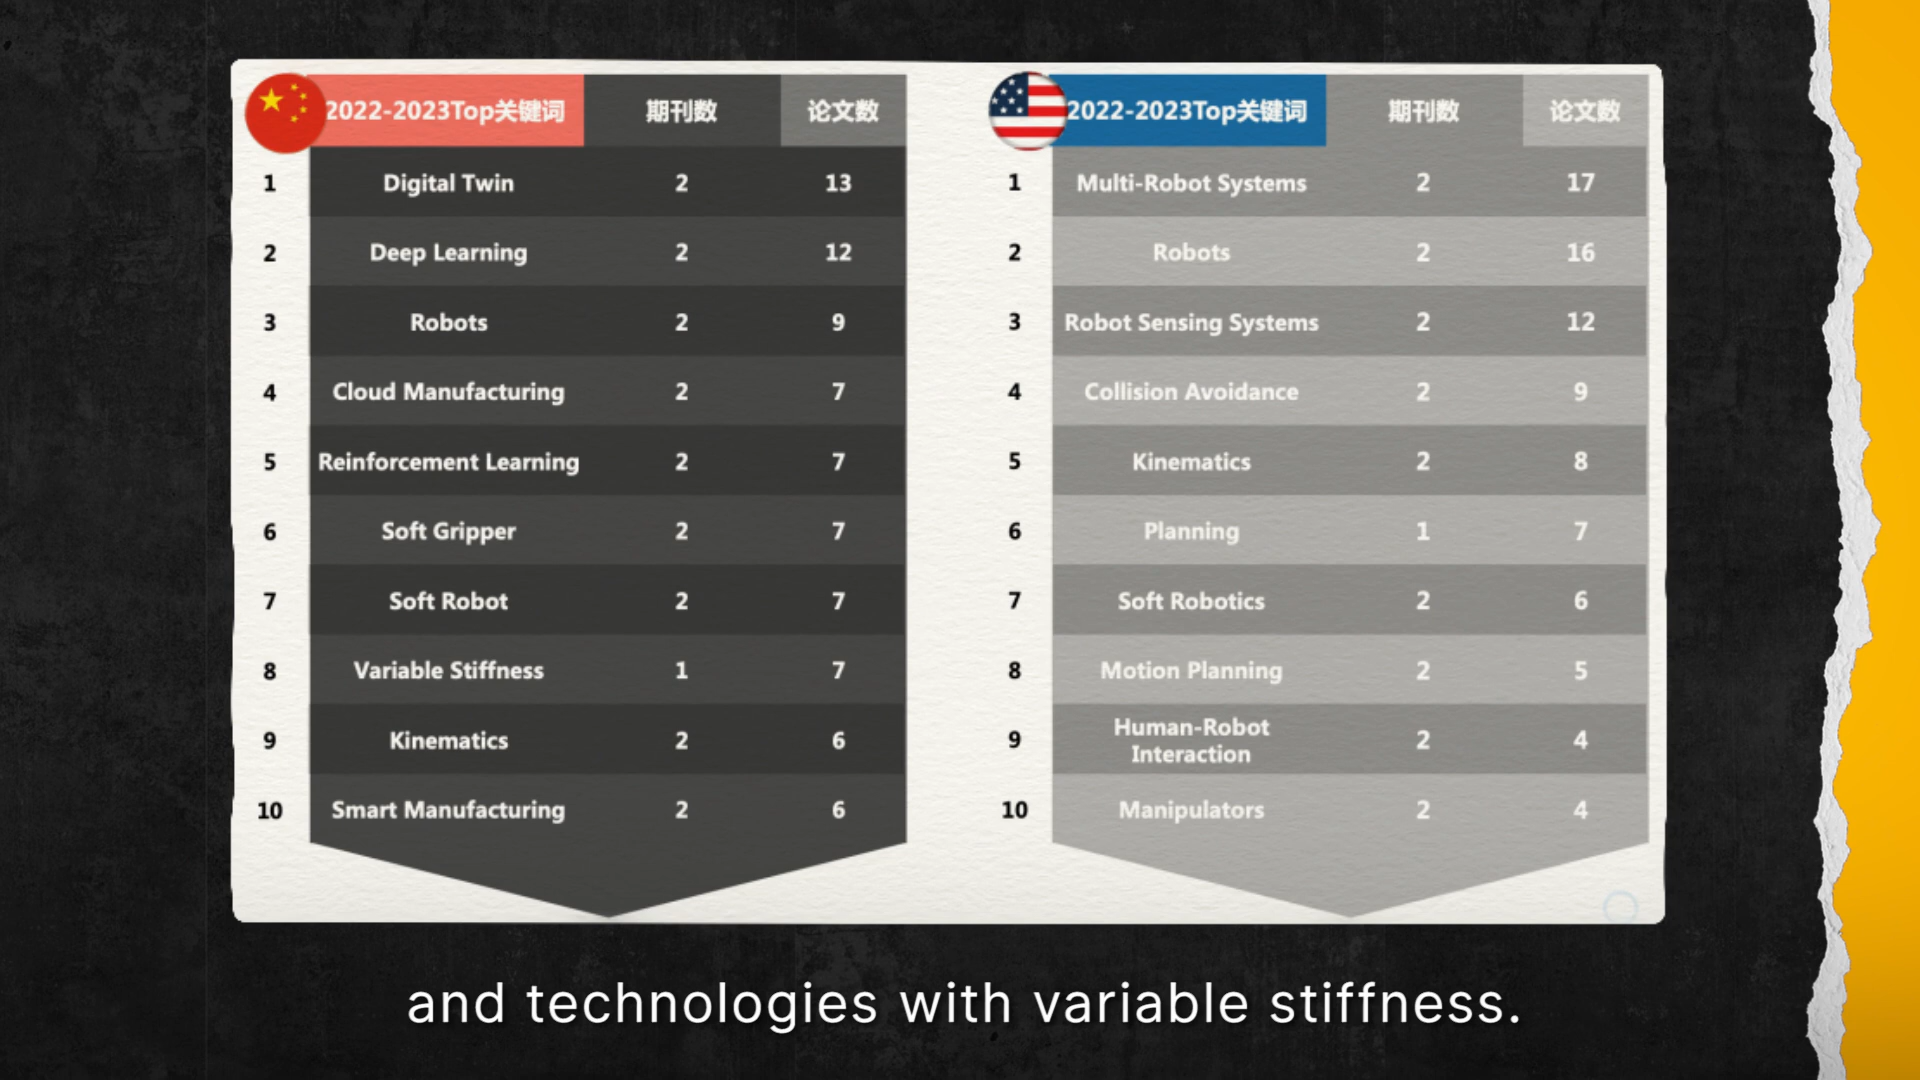 2022-2023Top关键词 期刊数 论文数
1 Digital Twin 2 13
2 Deep Learning 2 12
3 Robots 2 9
4 Cloud Manufacturing 2 7
5 Reinforcement Learning 2 7
6 Soft Gripper 2 7
7 Soft Robot 2 7
8 Variable Stiffness 1 7
9 Kinematics 2 6
10 Smart Manufacturing 2 6
2022-2023Top关键词 期刊数 论文数
1 Multi-Robot Systems 2 17
2 Robots 2 16
3 Robot Sensing Systems 2 12
4 Collision Avoidance 2 9
5 Kinematics 2 8
6 Planning 1 7
7 Soft Robotics 2 6
8 Motion Planning 2 5
9 Human-Robot
Interaction 2 4
10 Manipulators 2 4
and technologies with variable stiffness.